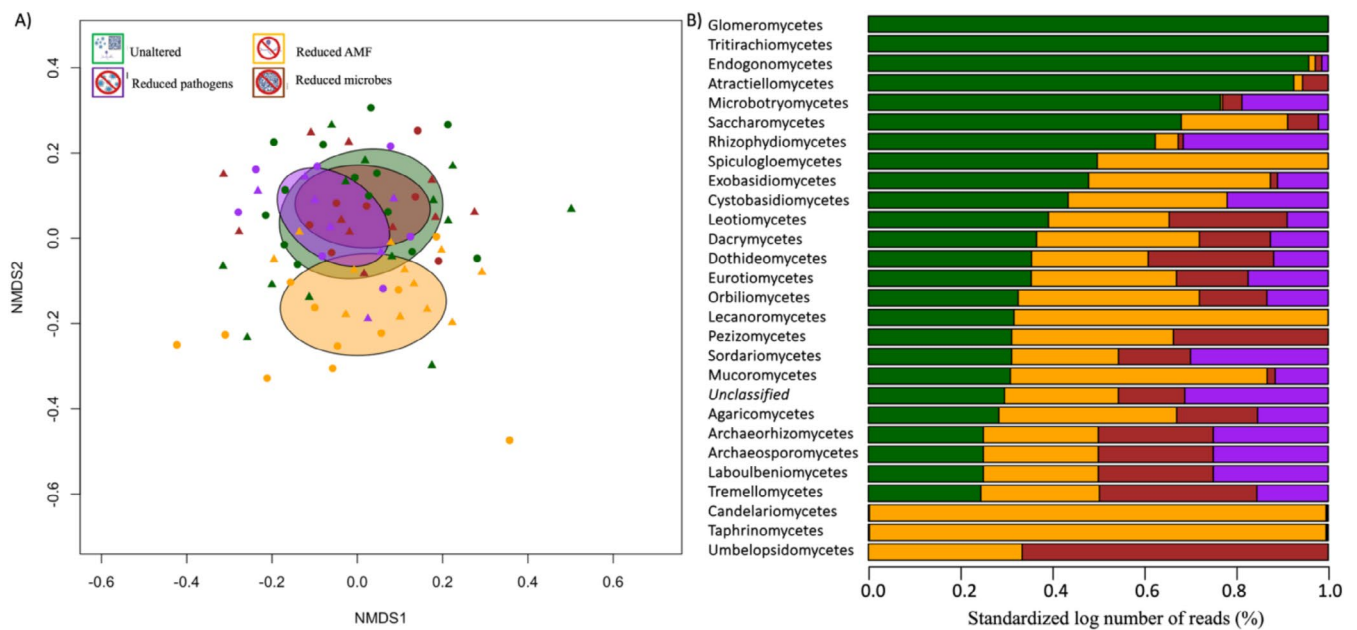 A)
Unaltered
Reduced AMF
Reduced pathogens
Reduced microbes
0.4
0.2
0.0
-0.2
-0.4
-0.6
NMDS2
-0.6
-0.4
-0.2
0.0
0.2
0.4
0.6
NMDS1
B)
Glomeromycetes
Tritirachiomycetes
Endogonomycetes
Atractiellomycetes
Microbotryomycetes
Saccharomycetes
Rhizophydiomycetes
Spiculogloemycetes
Exobasidiomycetes
Cystobasidiomycetes
Leotiomycetes
Dacrymycetes
Dothideomycetes
Eurotiomycetes
Orbiliomycetes
Lecanoromycetes
Pezizomycetes
Sordariomycetes
Mucoromycetes
Unclassified
Agaricomycetes
Archaeorhizomycetes
Archaeosporomycetes
Laboulbeniomycetes
Tremellomycetes
Candelariomycetes
Taphrinomycetes
Umbelopsidomycetes
0.0
0.2
0.4
0.6
0.8
1.0
Standardized log number of reads (%)